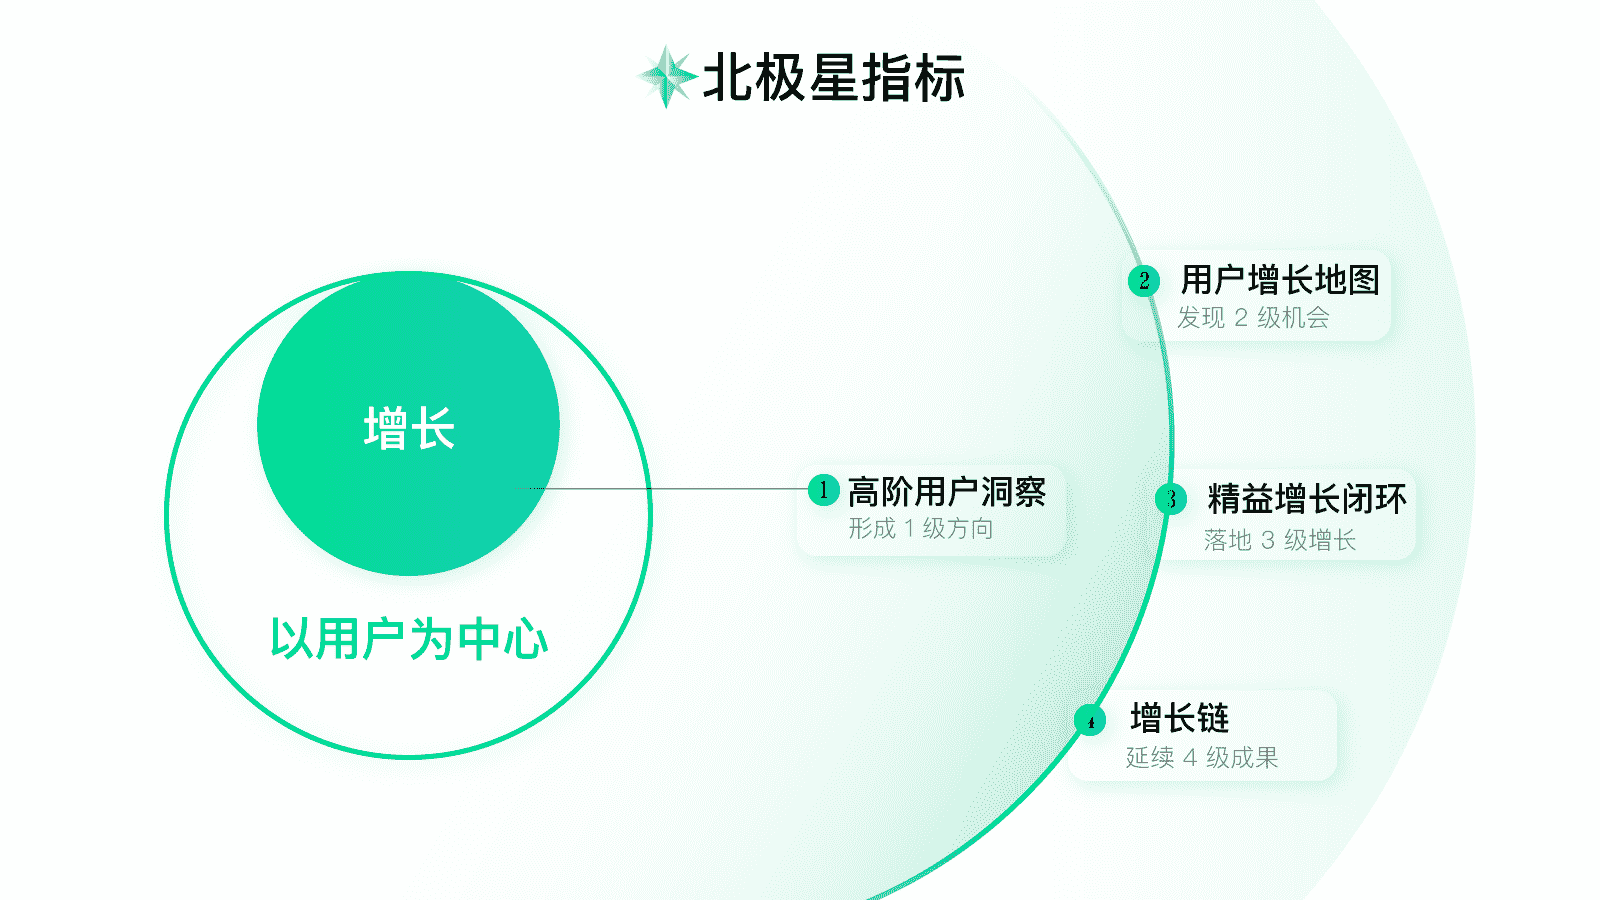 北极星指标
增长
以用户为中心
1
高阶用户洞察
形成 1 级方向
2
用户增长地图
发现 2 级机会
3
精益增长闭环
落地 3 级增长
4
增长链
延续 4 级成果